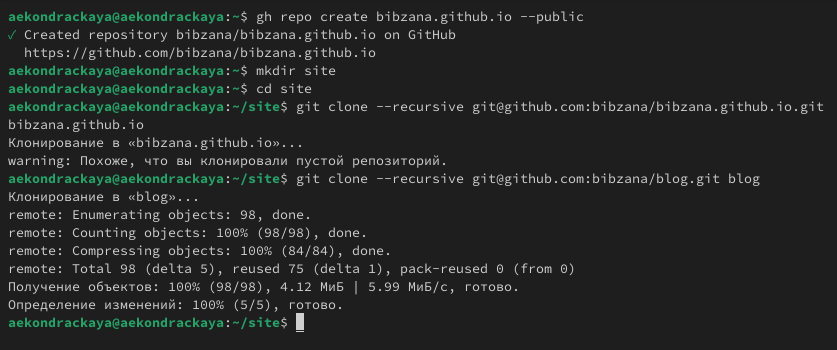 aekondrackaya@aekondrackaya:~$ gh repo create bibzana.github.io --public
✓ Created repository bibzana/bibzana.github.io on GitHub
https://github.com/bibzana/bibzana.github.io
aekondrackaya@aekondrackaya:~$ mkdir site
aekondrackaya@aekondrackaya:~$ cd site
aekondrackaya@aekondrackaya:~/site$ git clone --recursive git@github.com:bibzana/bibzana.github.io.git
bibzana.github.io
Клонирование в «bibzana.github.io»...
warning: Похоже, что вы клонировали пустой репозиторий.
aekondrackaya@aekondrackaya:~/site$ git clone --recursive git@github.com:bibzana/blog.git blog
Клонирование в «blog»...
remote: Enumerating objects: 98, done.
remote: Counting objects: 100% (98/98), done.
remote: Compressing objects: 100% (84/84), done.
remote: Total 98 (delta 5), reused 75 (delta 1), pack-reused 0 (from 0)
Получение объектов: 100% (98/98), 4.12 МиБ | 5.99 МиБ/с, готово.
Определение изменений: 100% (5/5), готово.
aekondrackaya@aekondrackaya:~/site$